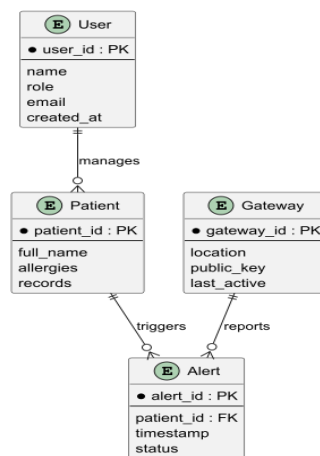 E User
user_id : PK
name
role
email
created_at
manages
E Patient
patient_id : PK
full_name
allergies
records
E Gateway
gateway_id : PK
location
public_key
last_active
triggers
reports
E Alert
alert_id : PK
patient_id : FK
timestamp
status